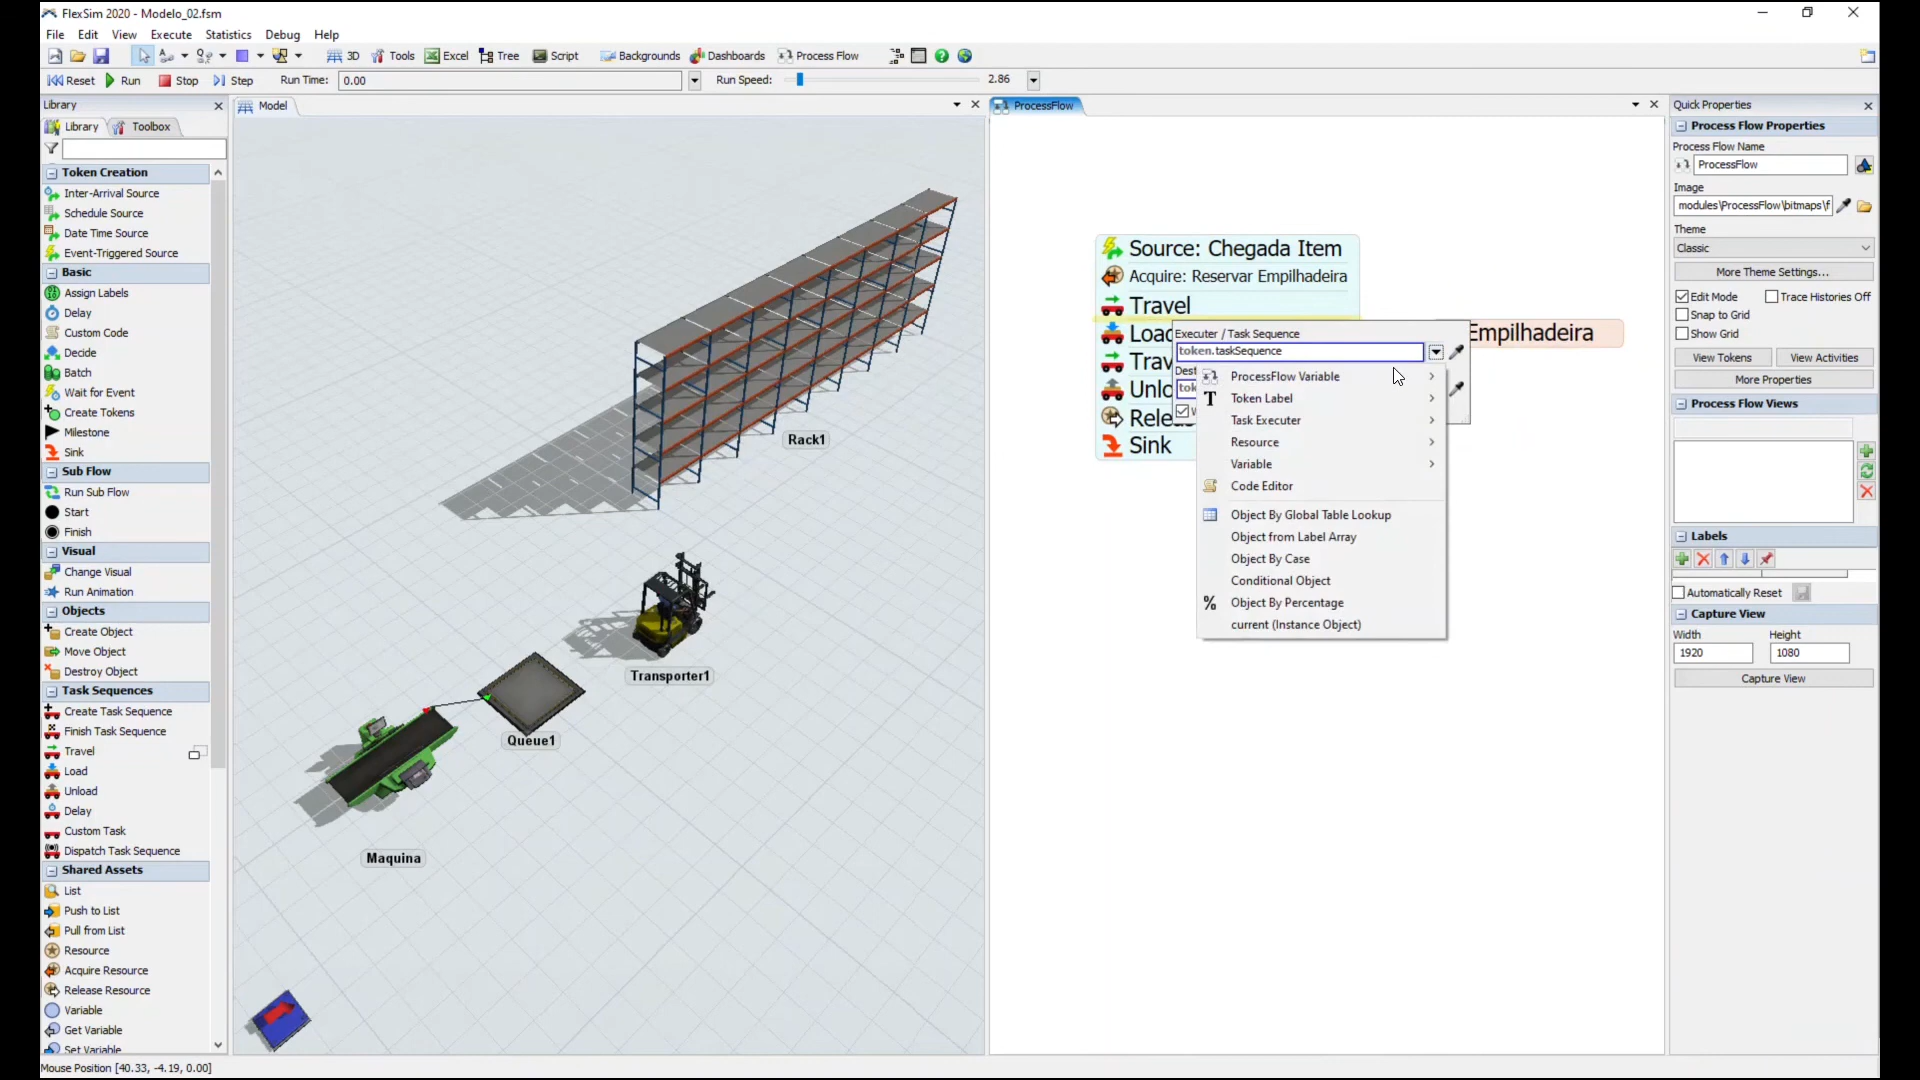 FlexSim 2020 - Modelo_02.fsm
File Edit View Execute Statistics Debug Help
3D Tools Excel Tree Script Backgrounds Dashboards Process Flow
Reset Run Stop Step Run Time: 0.00 Run Speed: 2.86
Library
Library Toolbox
Token Creation
Inter-Arrival Source
Schedule Source
Date Time Source
Event-Triggered Source
Basic
Assign Labels
Delay
Custom Code
Decide
Batch
Wait for Event
Create Tokens
Milestone
Sink
Sub Flow
Run Sub Flow
Start
Finish
Visual
Change Visual
Run Animation
Objects
Create Object
Move Object
Destroy Object
Task Sequences
Create Task Sequence
Finish Task Sequence
Travel
Load
Unload
Delay
Custom Task
Dispatch Task Sequence
Shared Assets
List
Push to List
Pull from List
Resource
Acquire Resource
Release Resource
Variable
Get Variable
Set Variable
Mouse Position [40.33, -4.19, 0.00]
Model
Rack1
Transporter1
Queue1
Maquina
ProcessFlow
Source: Chegada Item
Acquire: Reservar Empilhadeira
Travel
Load
Trav
Unlo
Rele
Sink
Empilhadeira
Executer / Task Sequence
token.taskSequence
Dest
tok
ProcessFlow Variable
T Token Label
Task Executer
Resource
Variable
Code Editor
Object By Global Table Lookup
Object from Label Array
Object By Case
Conditional Object
% Object By Percentage
current (Instance Object)
Quick Properties
Process Flow Properties
Process Flow Name
ProcessFlow
Image
modules\ProcessFlow\bitmaps\f
Theme
Classic
More Theme Settings...
Edit Mode Trace Histories Off
Snap to Grid
Show Grid
View Tokens View Activities
More Properties
Process Flow Views
Labels
Automatically Reset
Capture View
Width Height
1920 1080
Capture View